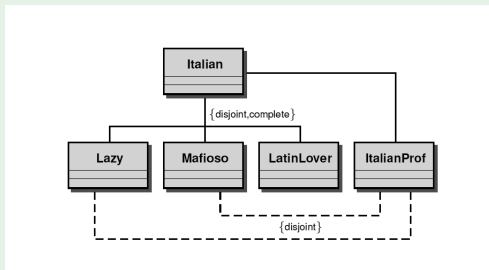 Italian
{disjoint,complete}
Lazy
Mafioso
LatinLover
ItalianProf
{disjoint}